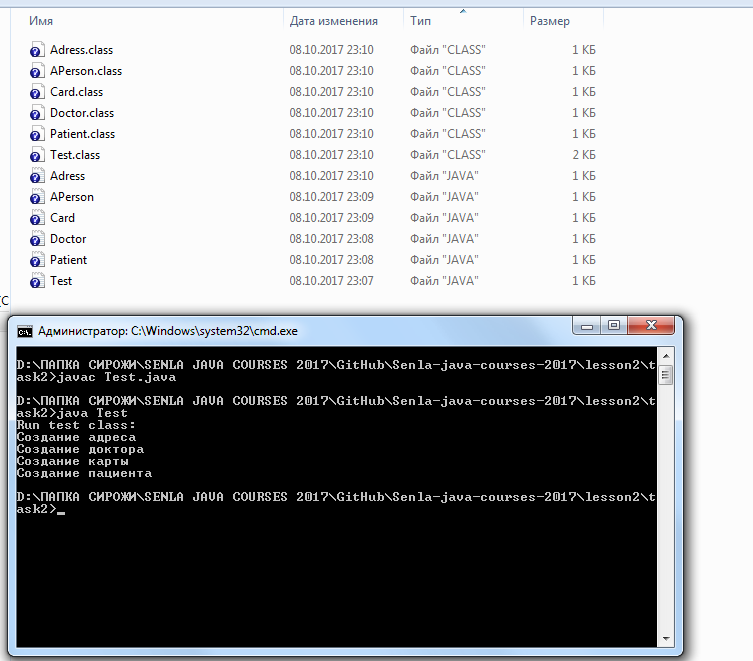 Имя Дата изменения Тип Размер
Adress.class 08.10.2017 23:10 Файл "CLASS" 1 КБ
APerson.class 08.10.2017 23:10 Файл "CLASS" 1 КБ
Card.class 08.10.2017 23:10 Файл "CLASS" 1 КБ
Doctor.class 08.10.2017 23:10 Файл "CLASS" 1 КБ
Patient.class 08.10.2017 23:10 Файл "CLASS" 1 КБ
Test.class 08.10.2017 23:10 Файл "CLASS" 2 КБ
Adress 08.10.2017 23:10 Файл "JAVA" 1 КБ
APerson 08.10.2017 23:09 Файл "JAVA" 1 КБ
Card 08.10.2017 23:09 Файл "JAVA" 1 КБ
Doctor 08.10.2017 23:08 Файл "JAVA" 1 КБ
Patient 08.10.2017 23:08 Файл "JAVA" 1 КБ
Test 08.10.2017 23:07 Файл "JAVA" 1 КБ
Администратор: C:\Windows\system32\cmd.exe
D:\ПАПКА СИРОЖИ\SENLA JAVA COURSES 2017\GitHub\Senla-java-courses-2017\lesson2\t
ask2>javac Test.java
D:\ПАПКА СИРОЖИ\SENLA JAVA COURSES 2017\GitHub\Senla-java-courses-2017\lesson2\t
ask2>java Test
Run test class:
Создание адреса
Создание доктора
Создание карты
Создание пациента
D:\ПАПКА СИРОЖИ\SENLA JAVA COURSES 2017\GitHub\Senla-java-courses-2017\lesson2\t
ask2>_